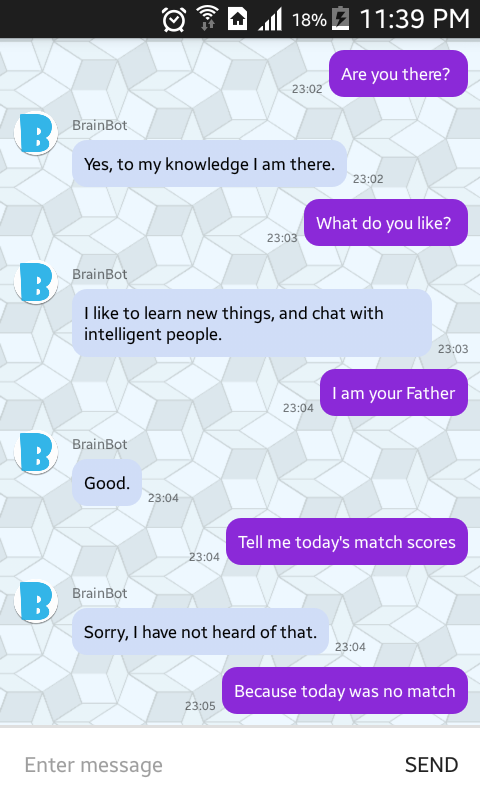 18% 11:39 PM
Are you there?
23:02
BrainBot
Yes, to my knowledge I am there.
23:02
What do you like?
23:03
BrainBot
I like to learn new things, and chat with
intelligent people.
23:03
I am your Father
23:04
BrainBot
Good.
23:04
Tell me today's match scores
23:04
BrainBot
Sorry, I have not heard of that.
23:04
Because today was no match
23:05
Enter message SEND